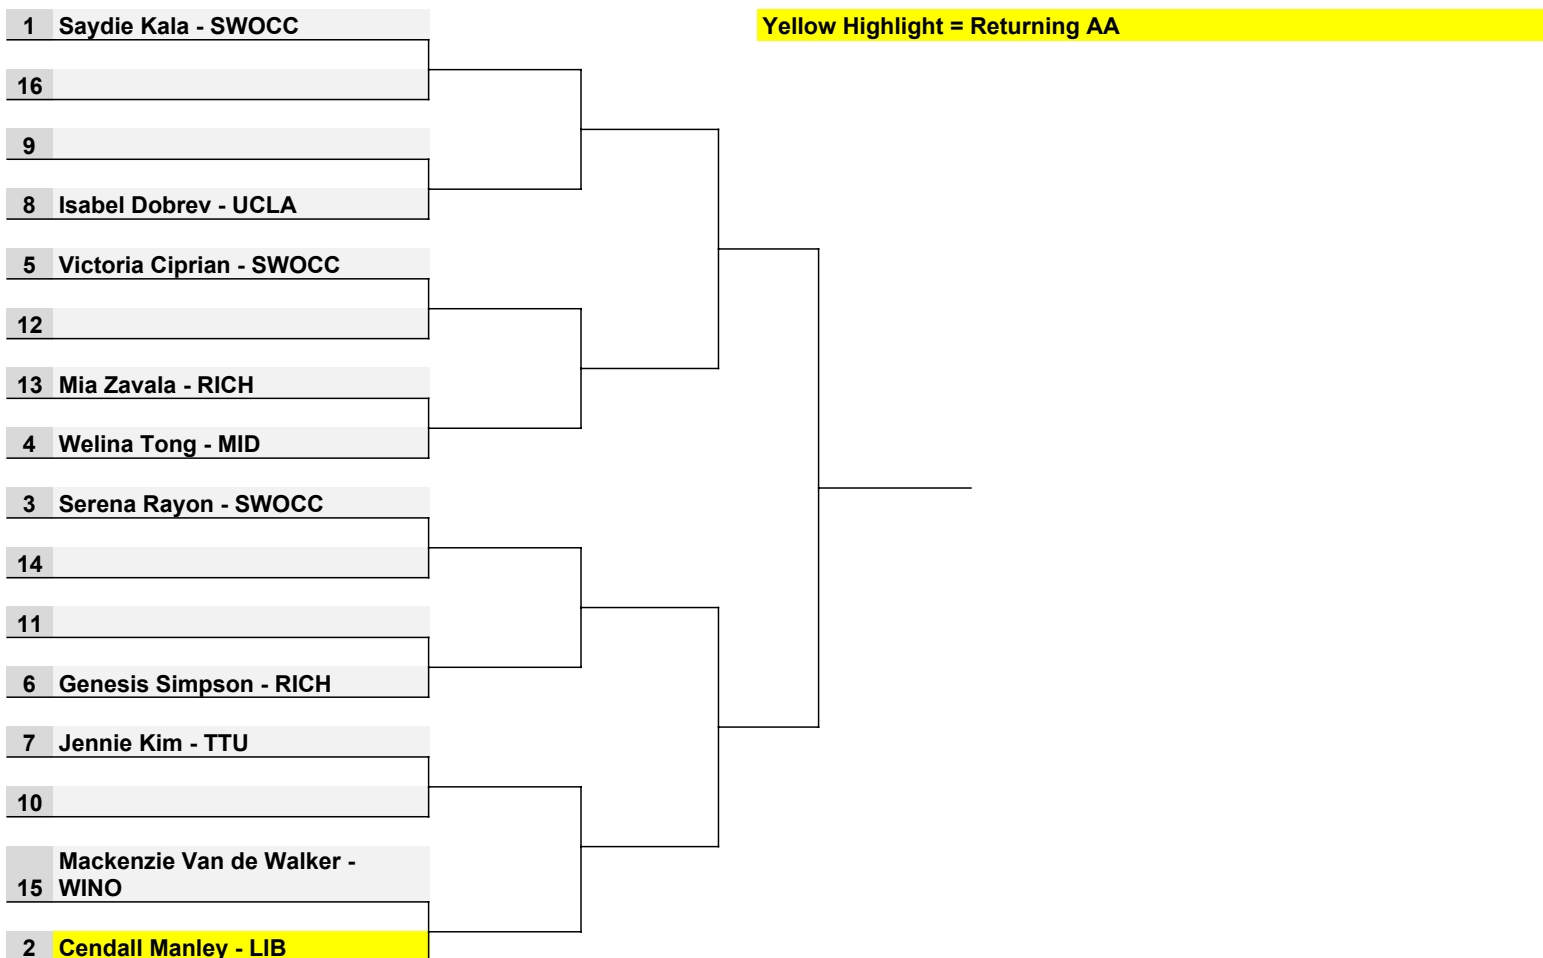 1 Saydie Kala - SWOCC
Yellow Highlight = Returning AA
16
9
8 Isabel Dobrev - UCLA
5 Victoria Ciprian - SWOCC
12
13 Mia Zavala - RICH
4 Welina Tong - MID
3 Serena Rayon - SWOCC
14
11
6 Genesis Simpson - RICH
7 Jennie Kim - TTU
10
Mackenzie Van de Walker -
15 WINO
2 Cendall Manley - LIB